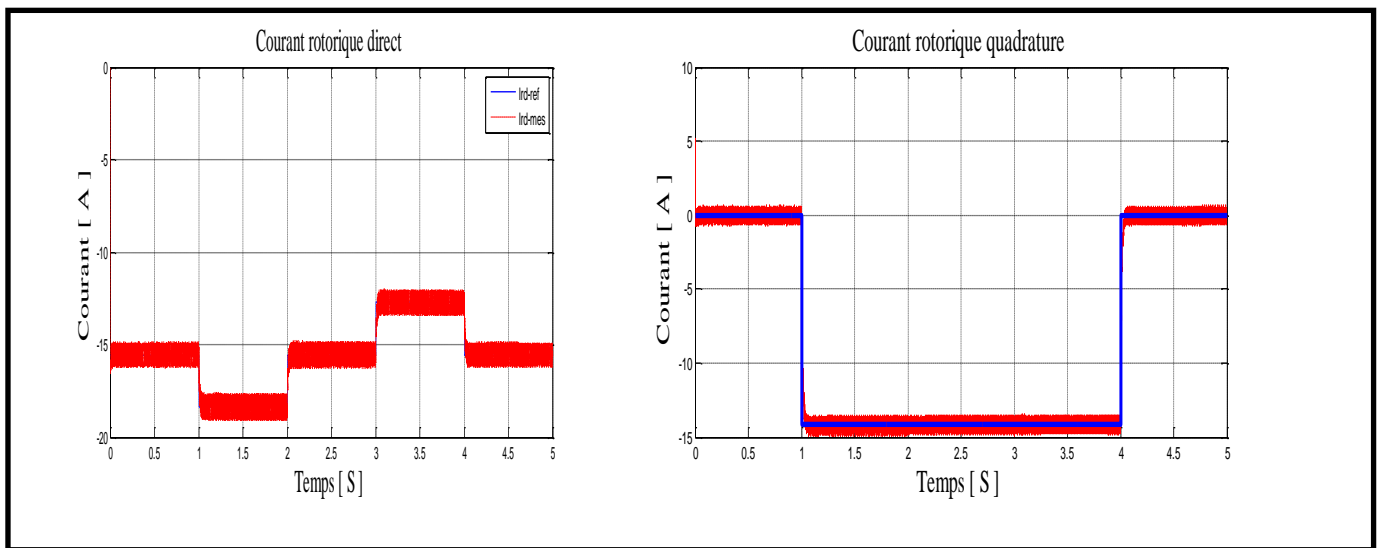 Courant rotorique direct
0
-5
-10
-15
-20
Courant [ A ]
Ird-ref
Ird-mes
0 0.5 1 1.5 2 2.5 3 3.5 4 4.5 5
Temps [ S ]
Courant rotorique quadrature
10
5
0
-5
-10
-15
Courant [ A ]
0 0.5 1 1.5 2 2.5 3 3.5 4 4.5 5
Temps [ S ]